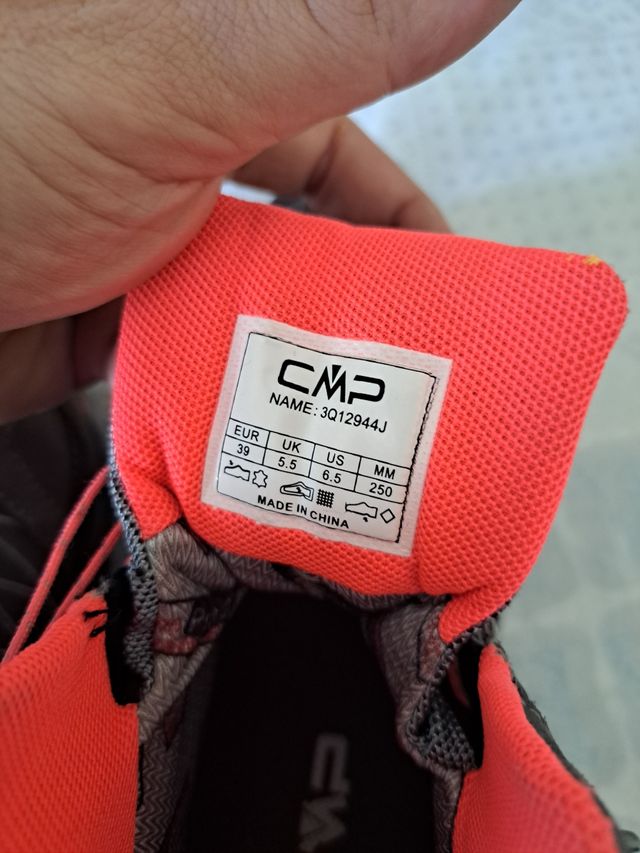 CMP
NAME: 3Q12944J
EUR UK US MM
39 5.5 6.5 250
MADE IN CHINA
CMP